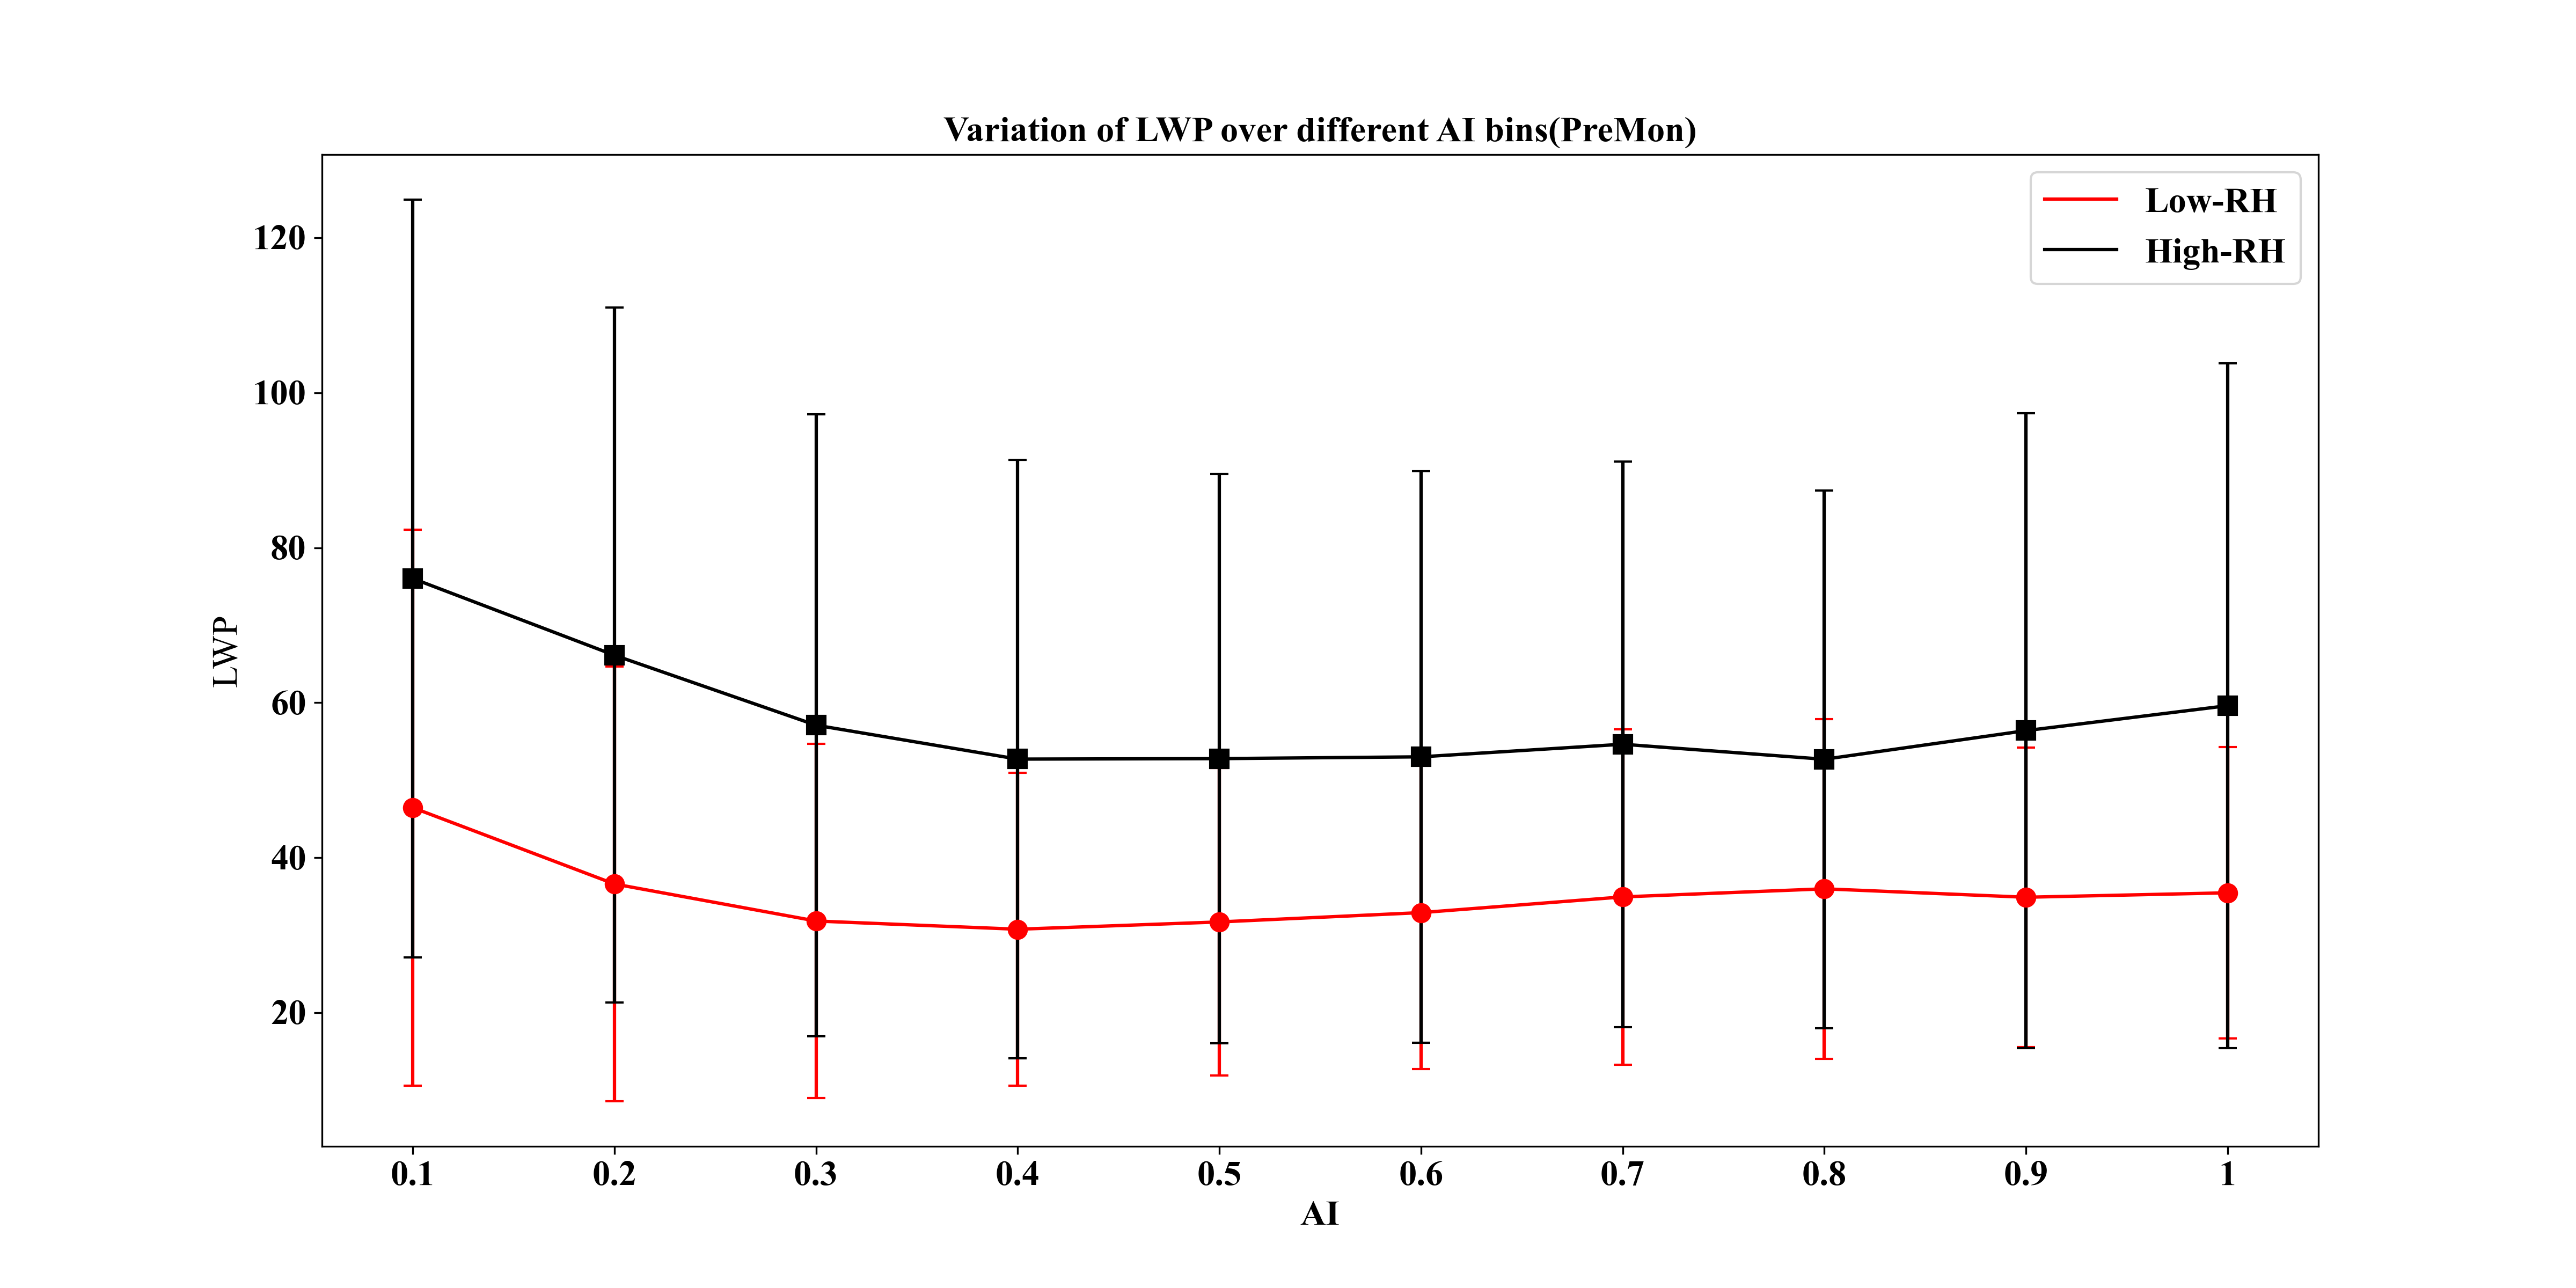 Variation of LWP over different AI bins(PreMon)
Low-RH
High-RH
120
100
80
60
40
20
LWP
0.1 0.2 0.3 0.4 0.5 0.6 0.7 0.8 0.9 1
AI